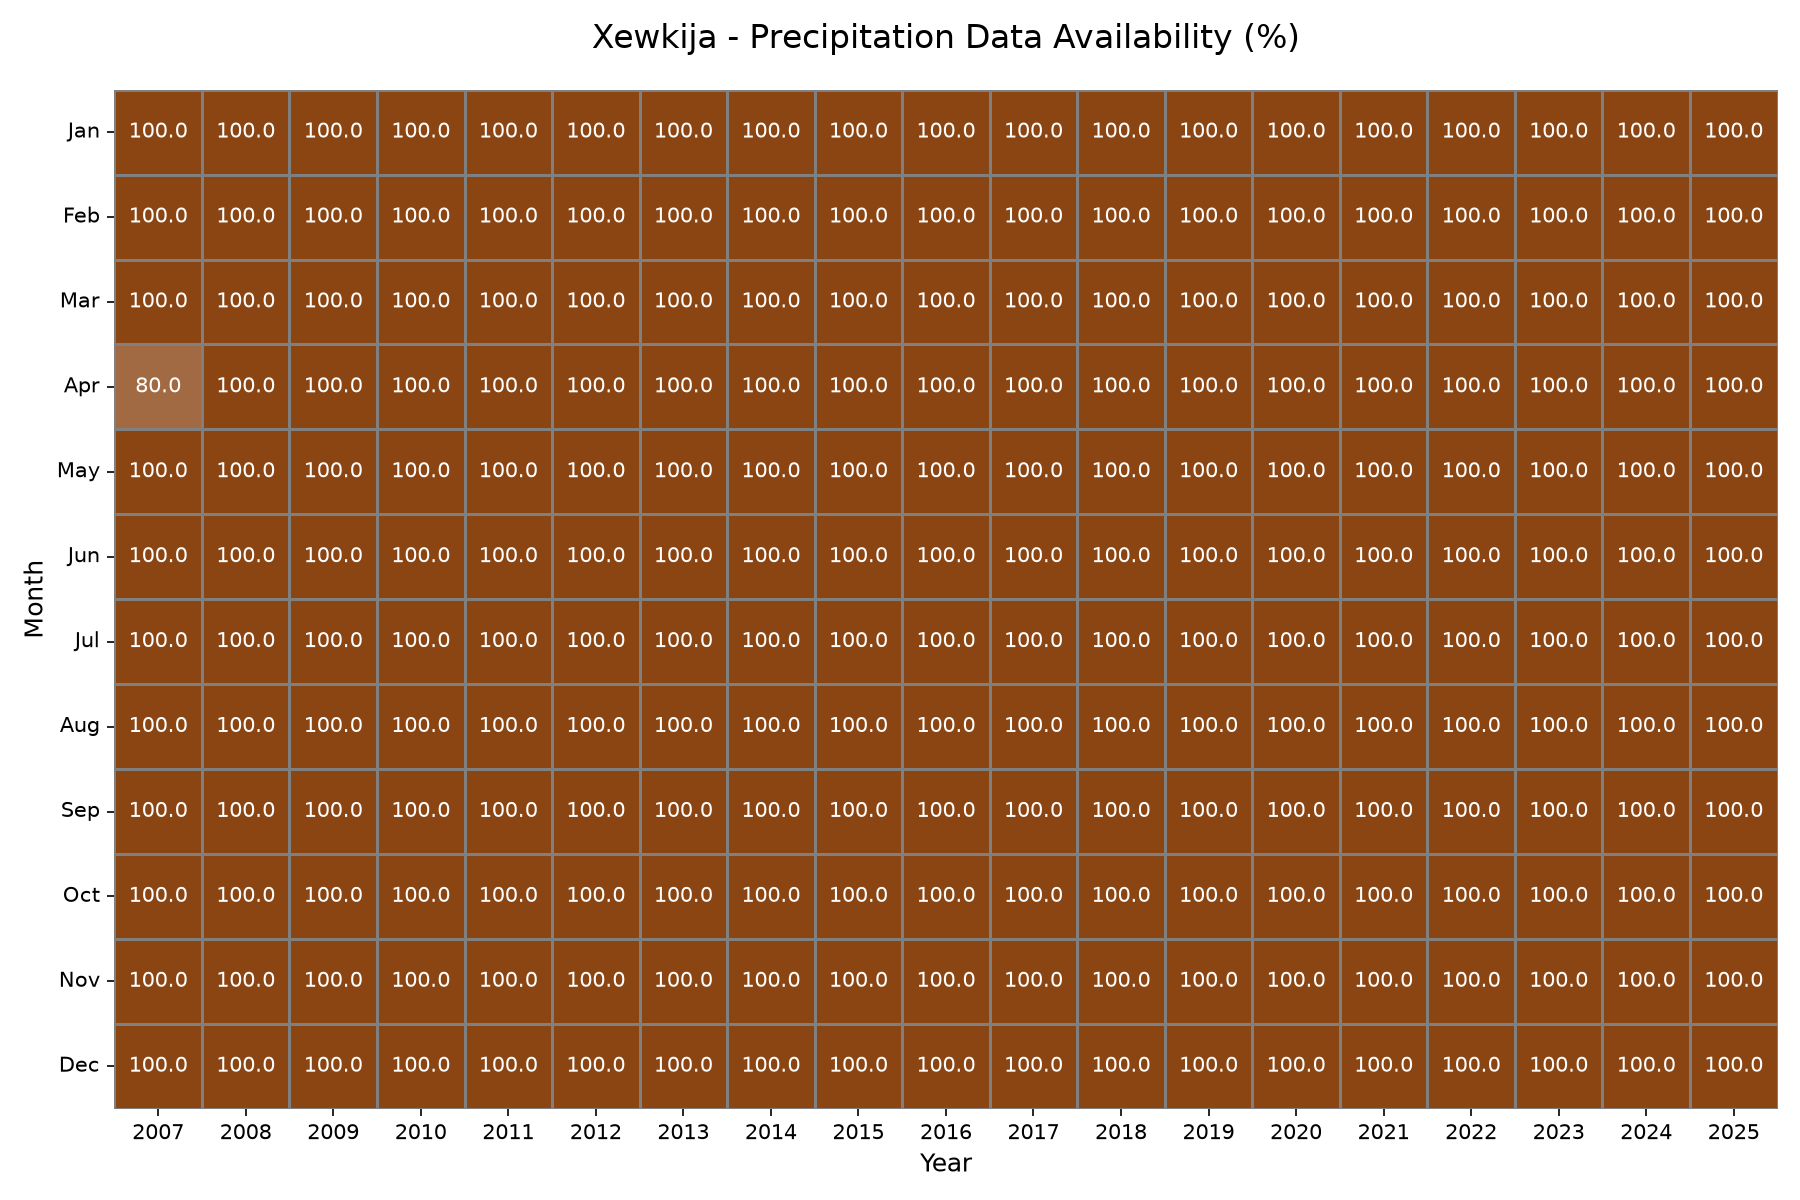 Xewkija - Precipitation Data Availability (%)
Jan 100.0 100.0 100.0 100.0 100.0 100.0 100.0 100.0 100.0 100.0 100.0 100.0 100.0 100.0 100.0 100.0 100.0 100.0 100.0
Feb 100.0 100.0 100.0 100.0 100.0 100.0 100.0 100.0 100.0 100.0 100.0 100.0 100.0 100.0 100.0 100.0 100.0 100.0 100.0
Mar 100.0 100.0 100.0 100.0 100.0 100.0 100.0 100.0 100.0 100.0 100.0 100.0 100.0 100.0 100.0 100.0 100.0 100.0 100.0
Apr 80.0 100.0 100.0 100.0 100.0 100.0 100.0 100.0 100.0 100.0 100.0 100.0 100.0 100.0 100.0 100.0 100.0 100.0 100.0
May 100.0 100.0 100.0 100.0 100.0 100.0 100.0 100.0 100.0 100.0 100.0 100.0 100.0 100.0 100.0 100.0 100.0 100.0 100.0
Jun 100.0 100.0 100.0 100.0 100.0 100.0 100.0 100.0 100.0 100.0 100.0 100.0 100.0 100.0 100.0 100.0 100.0 100.0 100.0
Month
Jul 100.0 100.0 100.0 100.0 100.0 100.0 100.0 100.0 100.0 100.0 100.0 100.0 100.0 100.0 100.0 100.0 100.0 100.0 100.0
Aug 100.0 100.0 100.0 100.0 100.0 100.0 100.0 100.0 100.0 100.0 100.0 100.0 100.0 100.0 100.0 100.0 100.0 100.0 100.0
Sep 100.0 100.0 100.0 100.0 100.0 100.0 100.0 100.0 100.0 100.0 100.0 100.0 100.0 100.0 100.0 100.0 100.0 100.0 100.0
Oct 100.0 100.0 100.0 100.0 100.0 100.0 100.0 100.0 100.0 100.0 100.0 100.0 100.0 100.0 100.0 100.0 100.0 100.0 100.0
Nov 100.0 100.0 100.0 100.0 100.0 100.0 100.0 100.0 100.0 100.0 100.0 100.0 100.0 100.0 100.0 100.0 100.0 100.0 100.0
Dec 100.0 100.0 100.0 100.0 100.0 100.0 100.0 100.0 100.0 100.0 100.0 100.0 100.0 100.0 100.0 100.0 100.0 100.0 100.0
2007 2008 2009 2010 2011 2012 2013 2014 2015 2016 2017 2018 2019 2020 2021 2022 2023 2024 2025
Year